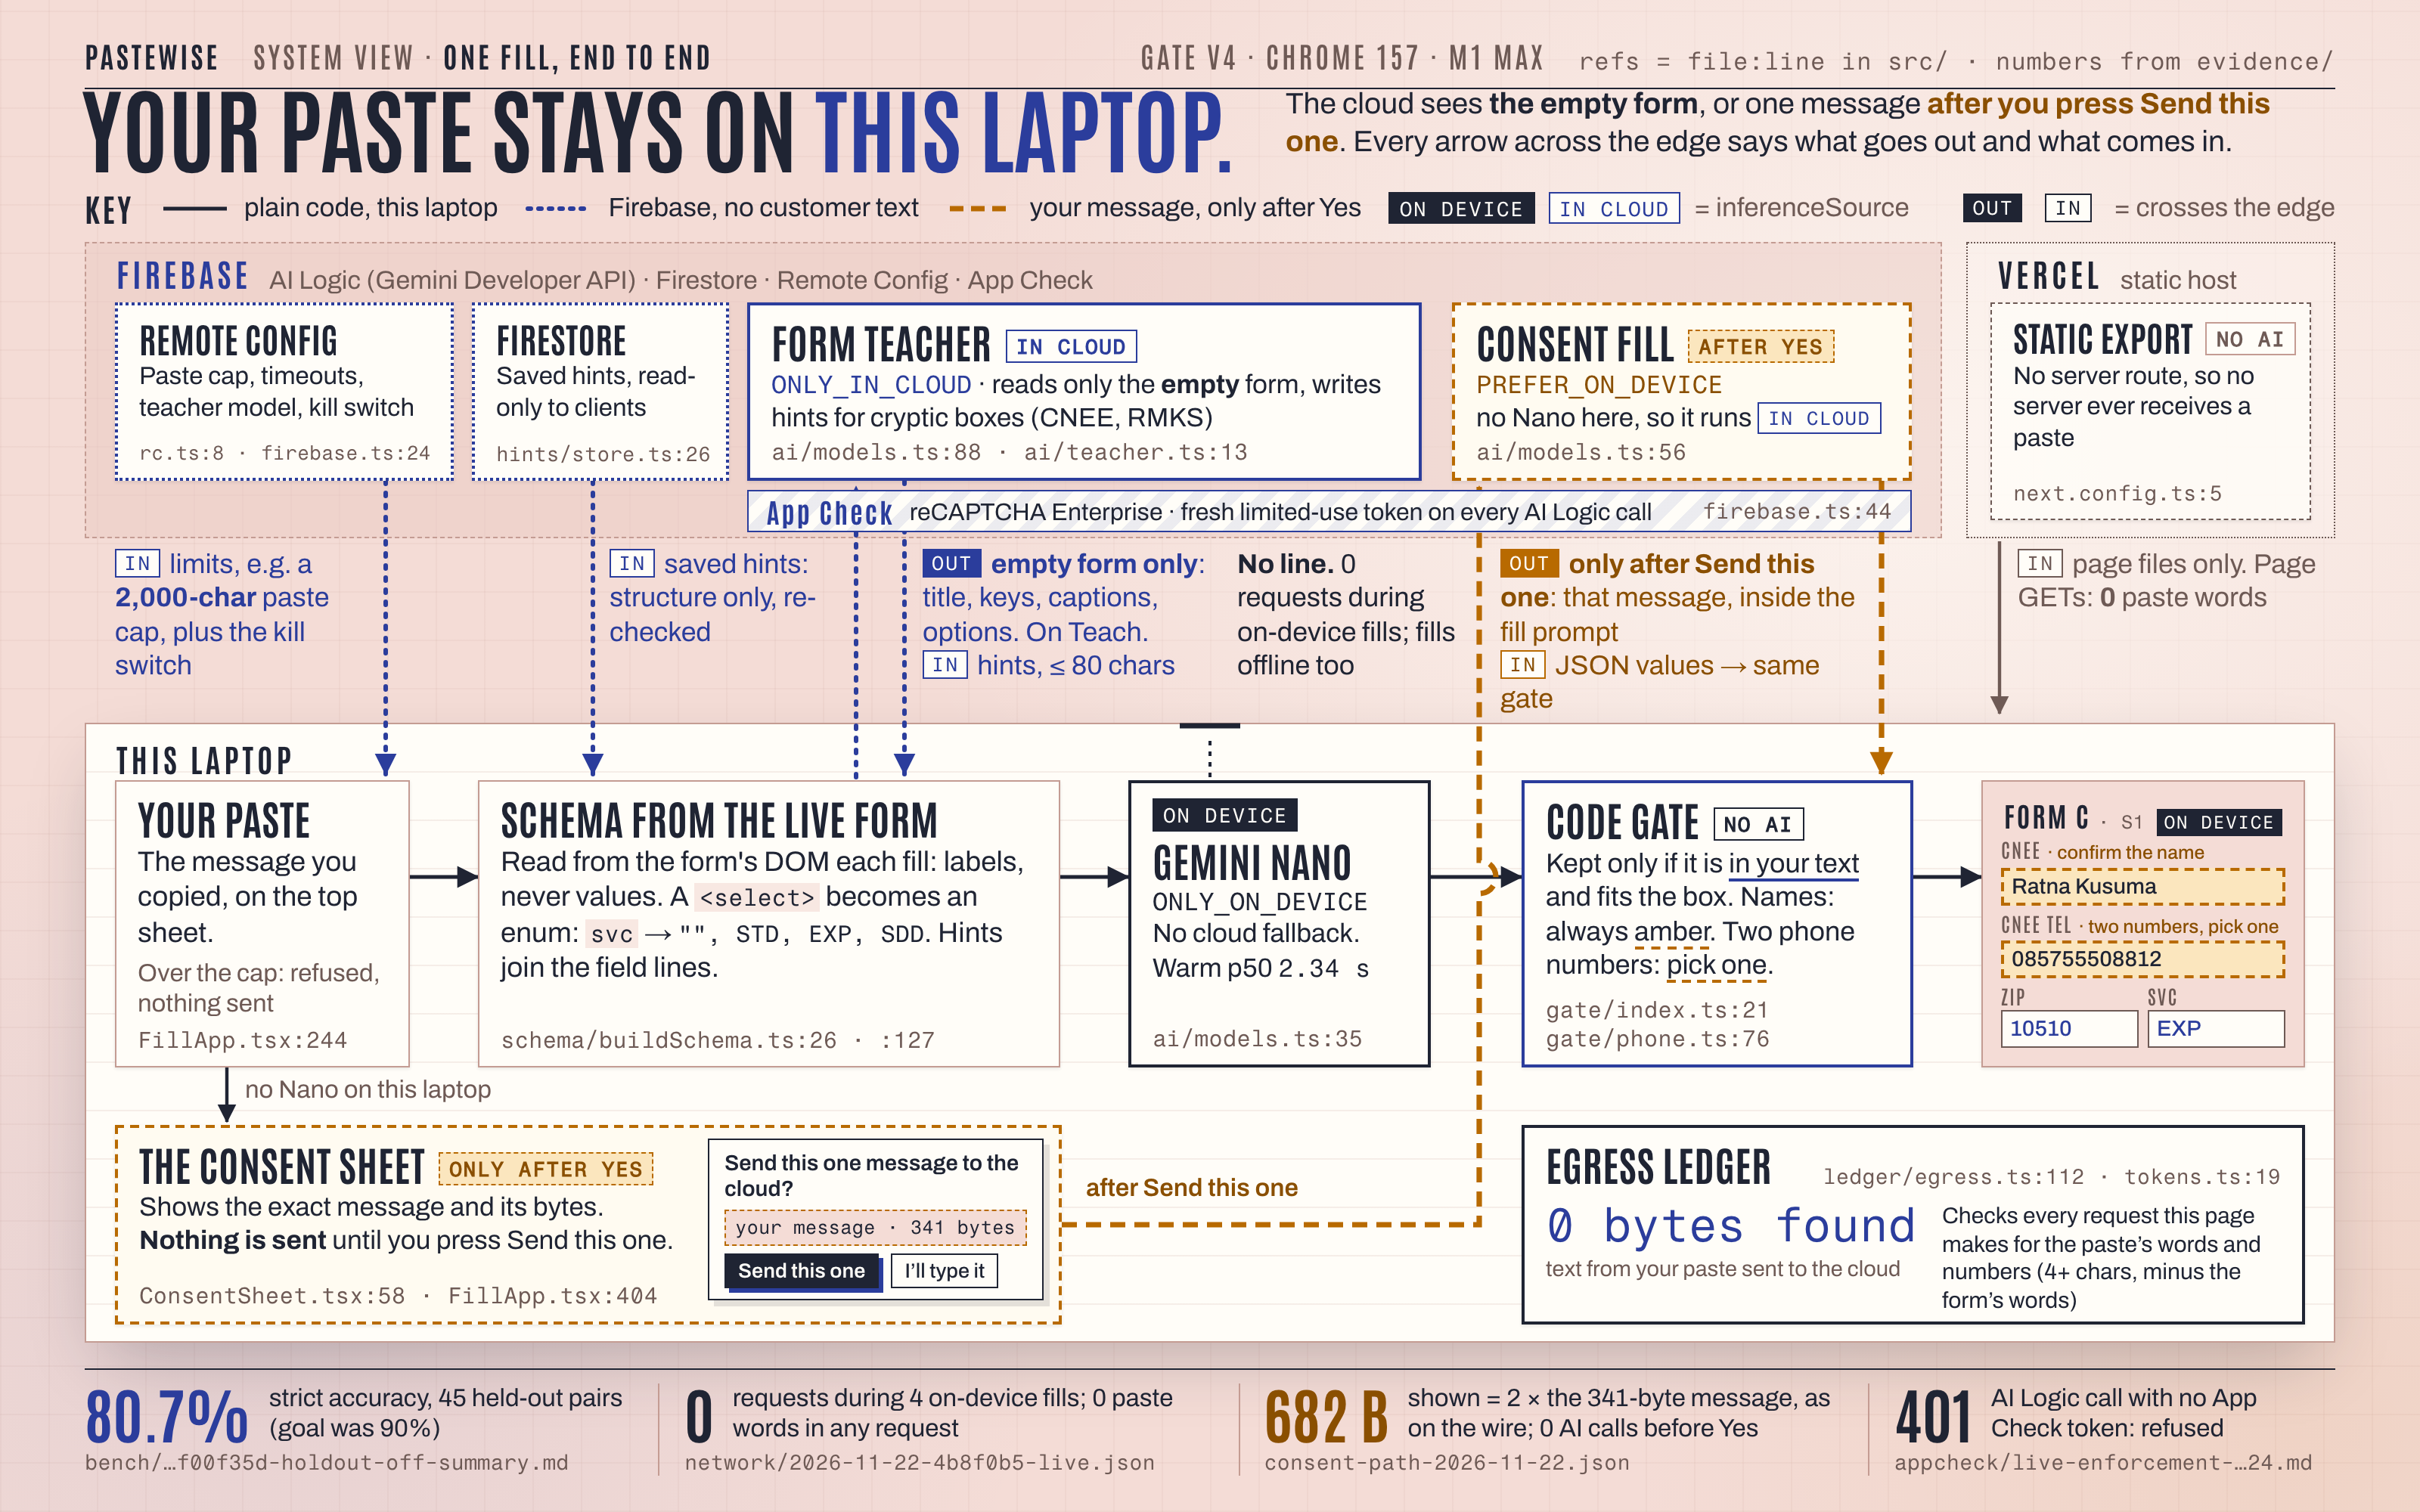 PASTEWISE SYSTEM VIEW · ONE FILL, END TO END
GATE V4 · CHROME 157 · M1 MAX refs = file:line in src/ · numbers from evidence/
YOUR PASTE STAYS ON THIS LAPTOP.
The cloud sees the empty form, or one message after you press Send this
one. Every arrow across the edge says what goes out and what comes in.
KEY plain code, this laptop Firebase, no customer text your message, only after Yes ON DEVICE IN CLOUD = inferenceSource OUT IN = crosses the edge
FIREBASE AI Logic (Gemini Developer API) · Firestore · Remote Config · App Check
REMOTE CONFIG
Paste cap, timeouts,
teacher model, kill switch
rc.ts:8 · firebase.ts:24
FIRESTORE
Saved hints, read-
only to clients
hints/store.ts:26
FORM TEACHER IN CLOUD
ONLY_IN_CLOUD · reads only the empty form, writes
hints for cryptic boxes (CNEE, RMKS)
ai/models.ts:88 · ai/teacher.ts:13
CONSENT FILL AFTER YES
PREFER_ON_DEVICE
no Nano here, so it runs IN CLOUD
ai/models.ts:56
App Check reCAPTCHA Enterprise · fresh limited-use token on every AI Logic call firebase.ts:44
VERCEL static host
STATIC EXPORT NO AI
No server route, so no
server ever receives a
paste
next.config.ts:5
IN limits, e.g. a
2,000-char paste
cap, plus the kill
switch
IN saved hints:
structure only, re-
checked
OUT empty form only:
title, keys, captions,
options. On Teach.
IN hints, ≤ 80 chars
No line. 0
requests during
on-device fills; fills
offline too
OUT only after Send this
one: that message, inside the
fill prompt
IN JSON values → same
gate
IN page files only. Page
GETs: 0 paste words
THIS LAPTOP
YOUR PASTE
The message you
copied, on the top
sheet.
Over the cap: refused,
nothing sent
FillApp.tsx:244
SCHEMA FROM THE LIVE FORM
Read from the form's DOM each fill: labels,
never values. A <select> becomes an
enum: svc → "", STD, EXP, SDD. Hints
join the field lines.
schema/buildSchema.ts:26 · :127
ON DEVICE
GEMINI NANO
ONLY_ON_DEVICE
No cloud fallback.
Warm p50 2.34 s
ai/models.ts:35
CODE GATE NO AI
Kept only if it is in your text
and fits the box. Names:
always amber. Two phone
numbers: pick one.
gate/index.ts:21
gate/phone.ts:76
FORM C · S1 ON DEVICE
CNEE · confirm the name
Ratna Kusuma
CNEE TEL · two numbers, pick one
085755508812
ZIP SVC
10510 EXP
no Nano on this laptop
THE CONSENT SHEET ONLY AFTER YES
Shows the exact message and its bytes.
Nothing is sent until you press Send this one.
ConsentSheet.tsx:58 · FillApp.tsx:404
Send this one message to the
cloud?
your message · 341 bytes
Send this one I’ll type it
after Send this one
EGRESS LEDGER ledger/egress.ts:112 · tokens.ts:19
0 bytes found
text from your paste sent to the cloud
Checks every request this page
makes for the paste’s words and
numbers (4+ chars, minus the
form’s words)
80.7% strict accuracy, 45 held-out pairs
(goal was 90%)
bench/…f00f35d-holdout-off-summary.md
0 requests during 4 on-device fills; 0 paste
words in any request
network/2026-11-22-4b8f0b5-live.json
682 B shown = 2 × the 341-byte message, as
on the wire; 0 AI calls before Yes
consent-path-2026-11-22.json
401 AI Logic call with no App
Check token: refused
appcheck/live-enforcement-…24.md